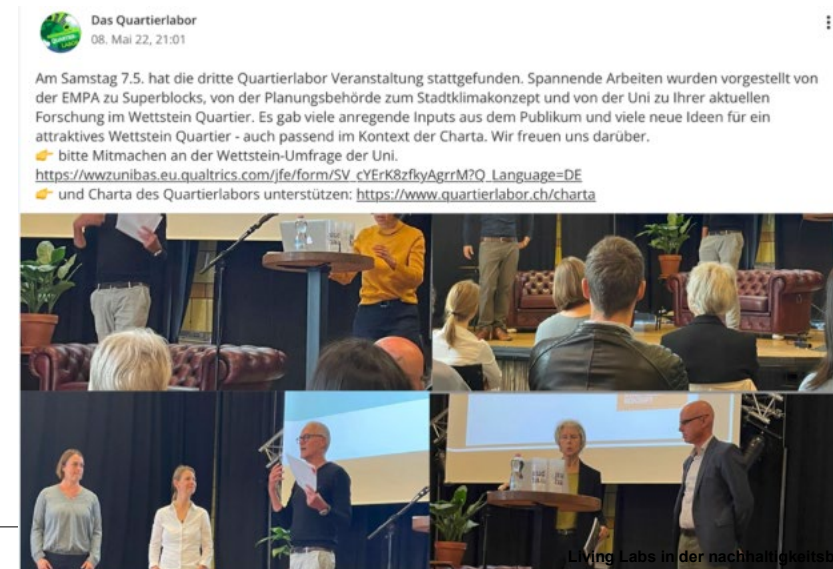 Das Quartierlabor
08. Mai 22, 21:01
Am Samstag 7.5. hat die dritte Quartierlabor Veranstaltung stattgefunden. Spannende Arbeiten wurden vorgestellt von
der EMPA zu Superblocks, von der Planungsbehörde zum Stadtklimakonzept und von der Uni zu Ihrer aktuellen
Forschung im Wettstein Quartier. Es gab viele anregende Inputs aus dem Publikum und viele neue Ideen für ein
attraktives Wettstein Quartier - auch passend im Kontext der Charta. Wir freuen uns darüber.
👉 bitte Mitmachen an der Wettstein-Umfrage der Uni.
https://wwzunibas.eu.qualtrics.com/jfe/form/SV_cYErK8zfkyAgrrM?Q_Language=DE
👉 und Charta des Quartierlabors unterstützen: https://www.quartierlabor.ch/charta
Living Labs in der nachhaltigkeitsb